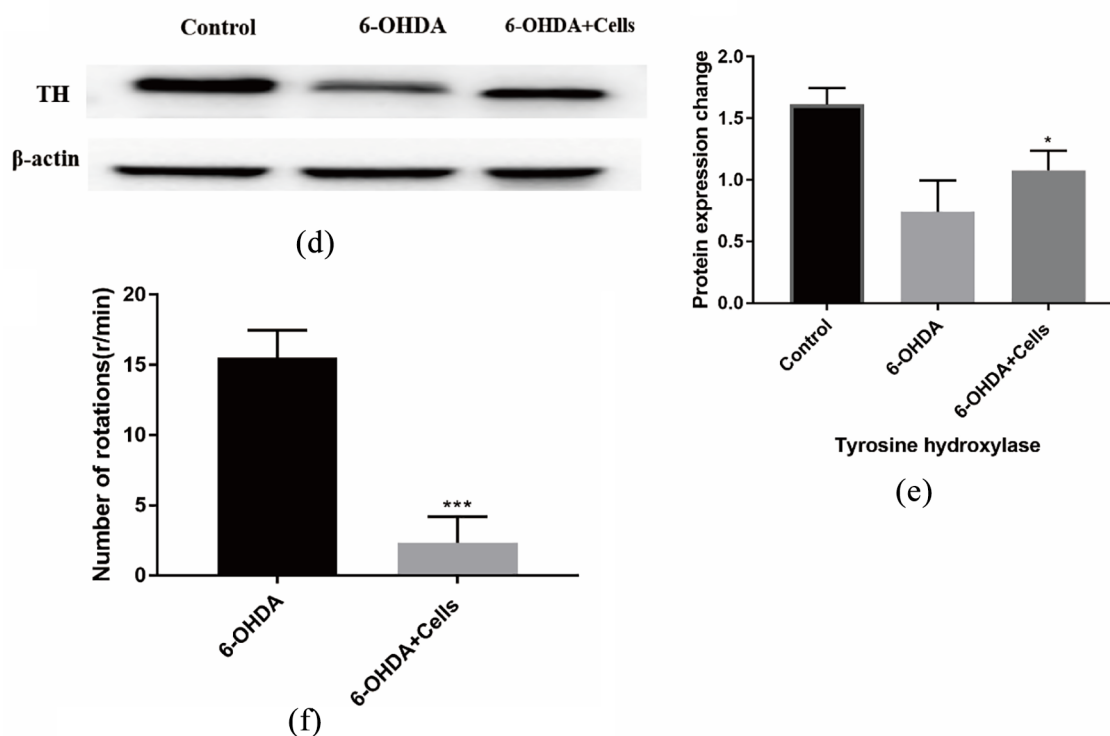 Control 6-OHDA 6-OHDA+Cells
TH
β-actin
(d)
Protein expression change
2.0
1.5
1.0
0.5
0.0
*
Control
6-OHDA
6-OHDA+Cells
Tyrosine hydroxylase
(e)
Number of rotations(r/min)
20
15
10
5
0
***
6-OHDA
6-OHDA+Cells
(f)